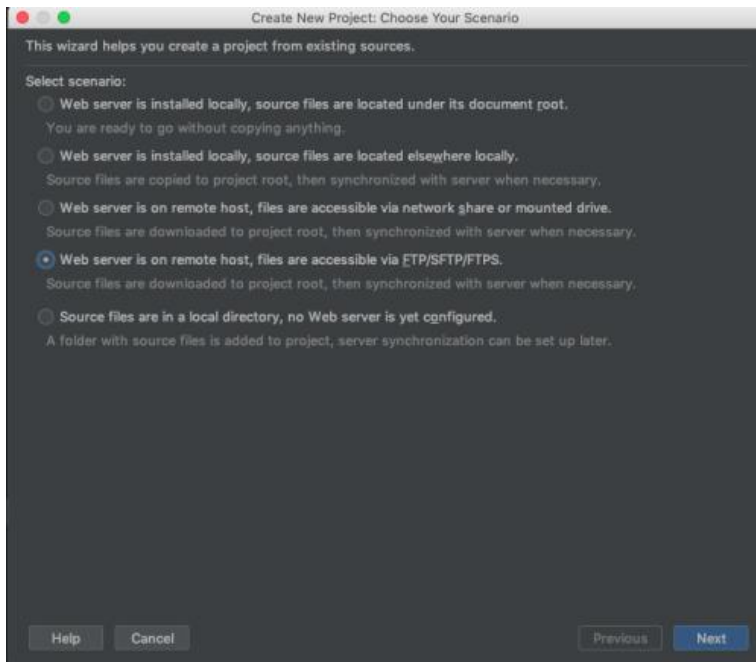 Create New Project: Choose Your Scenario
This wizard helps you create a project from existing sources.
Select scenario:
Web server is installed locally, source files are located under its document root.
You are ready to go without copying anything.
Web server is installed locally, source files are located elsewhere locally.
Source files are copied to project root, then synchronized with server when necessary.
Web server is on remote host, files are accessible via network share or mounted drive.
Source files are downloaded to project root, then synchronized with server when necessary.
Web server is on remote host, files are accessible via FTP/SFTP/FTPS.
Source files are downloaded to project root, then synchronized with server when necessary.
Source files are in a local directory, no Web server is yet configured.
A folder with source files is added to project, server synchronization can be set up later.
Help Cancel Previous Next